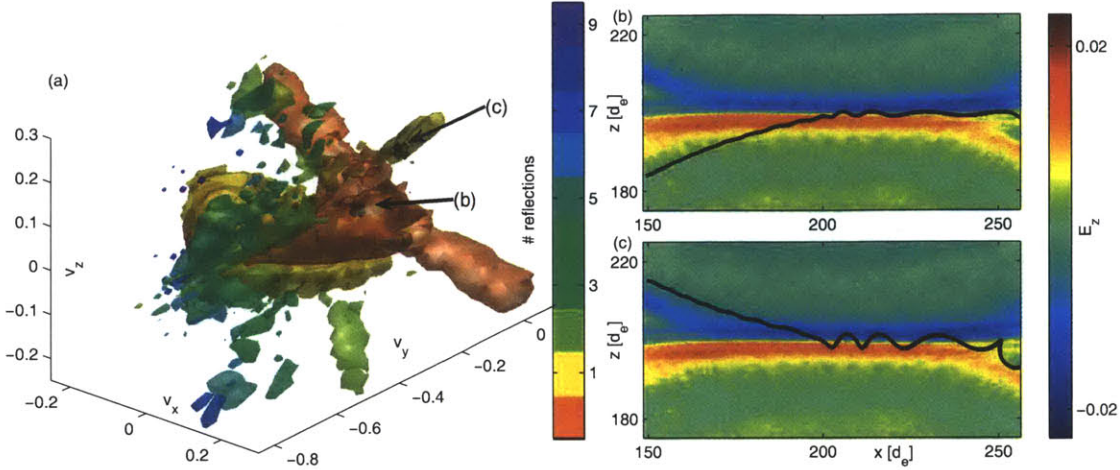 (a)
(c)
(b)
0.3
0.2
0.1
0
−0.1
−0.2
v_z
−0.2
0
0.2
v_x
−0.8
−0.6
−0.4
−0.2
0
v_y
# reflections
9
7
5
3
1
(b)
220
180
z [d_e]
150
200
250
(c)
220
180
z [d_e]
150
200
250
x [d_e]
0.02
E_z
−0.02